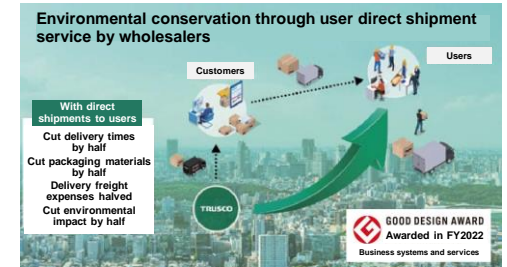 Environmental conservation through user direct shipment
service by wholesalers
Users
Customers
With direct
shipments to users
Cut delivery times
by half
Cut packaging materials
by half
Delivery freight
expenses halved
Cut environmental
impact by half
TRUSCO
GOOD DESIGN AWARD
Awarded in FY2022
Business systems and services